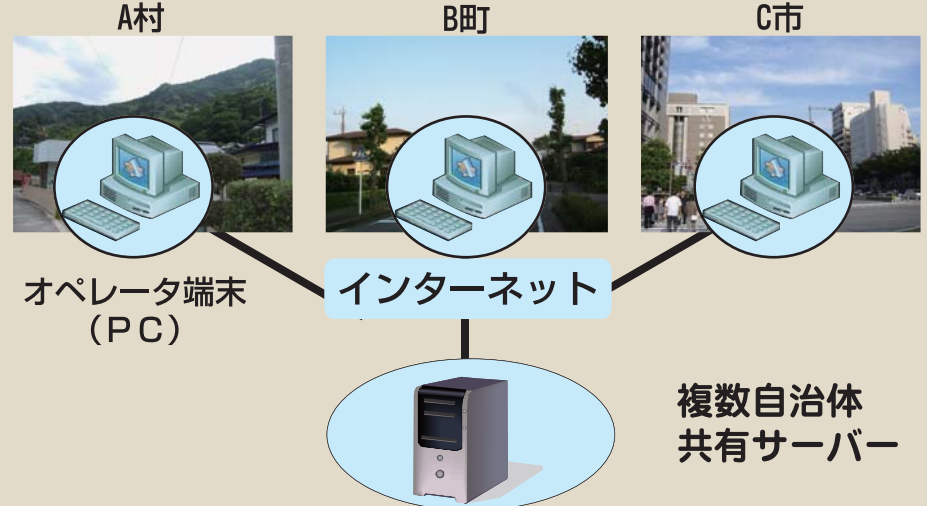 A村
B町
C市
オペレータ端末
（PC）
インターネット
複数自治体
共有サーバー